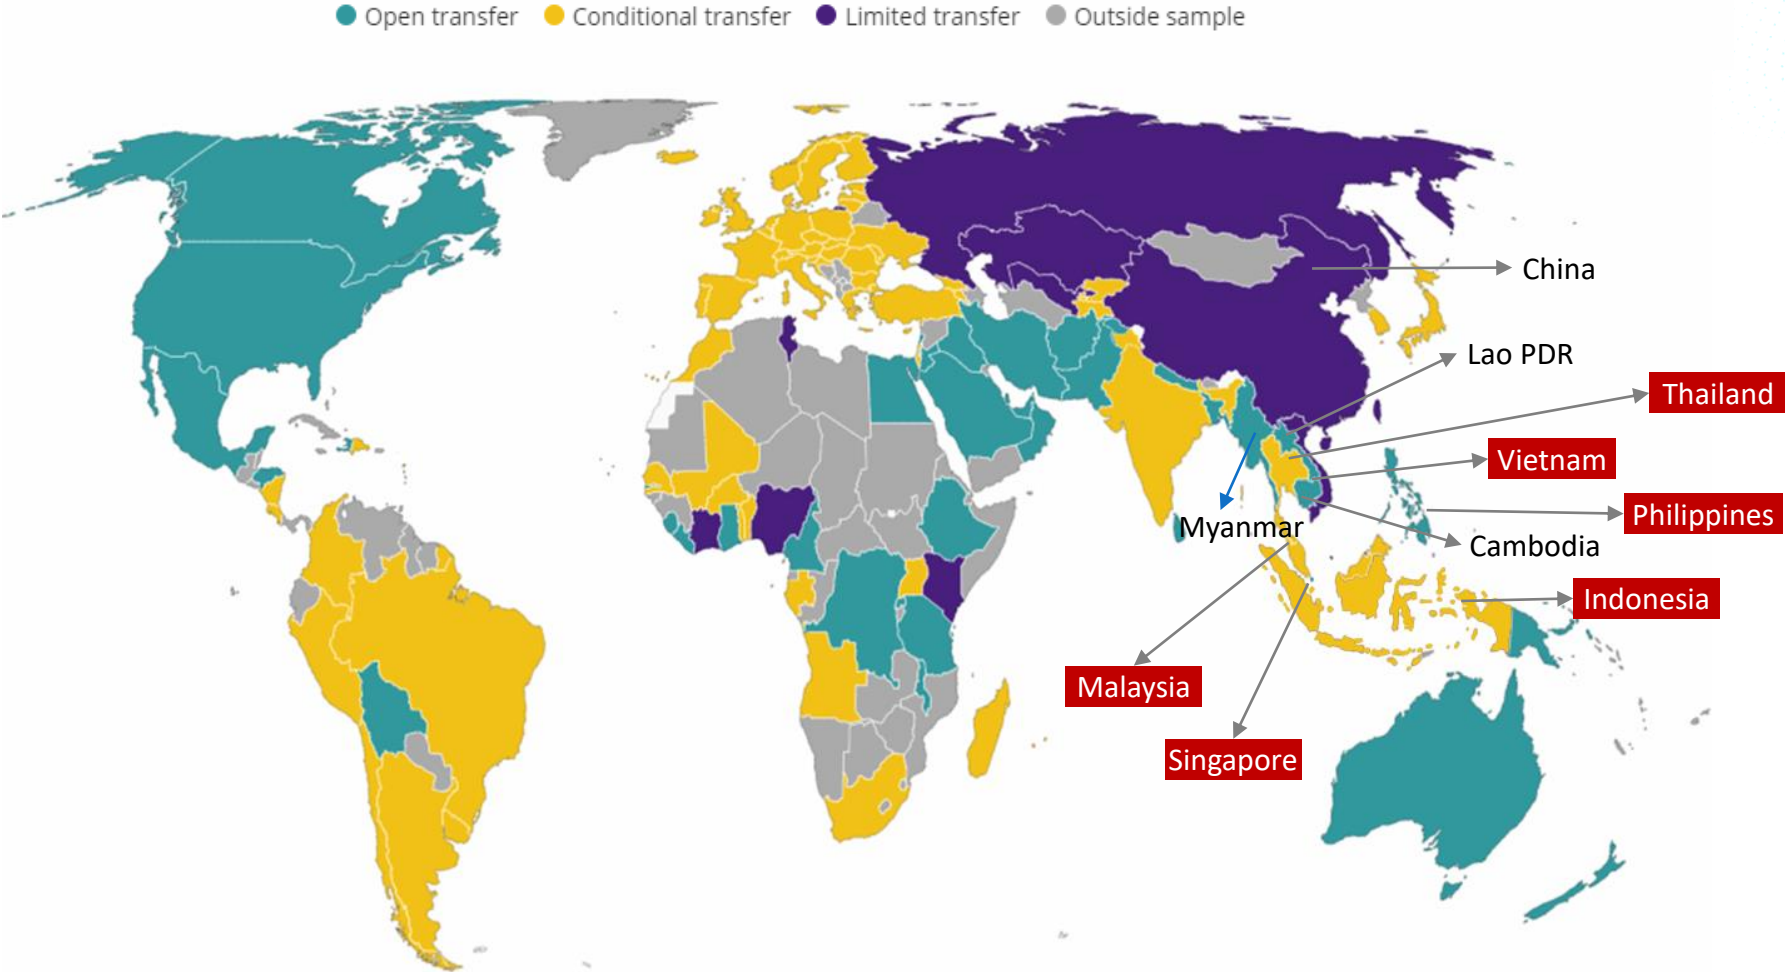 Open transfer Conditional transfer Limited transfer Outside sample
China
Lao PDR
Thailand
Vietnam
Philippines
Myanmar
Cambodia
Indonesia
Malaysia
Singapore